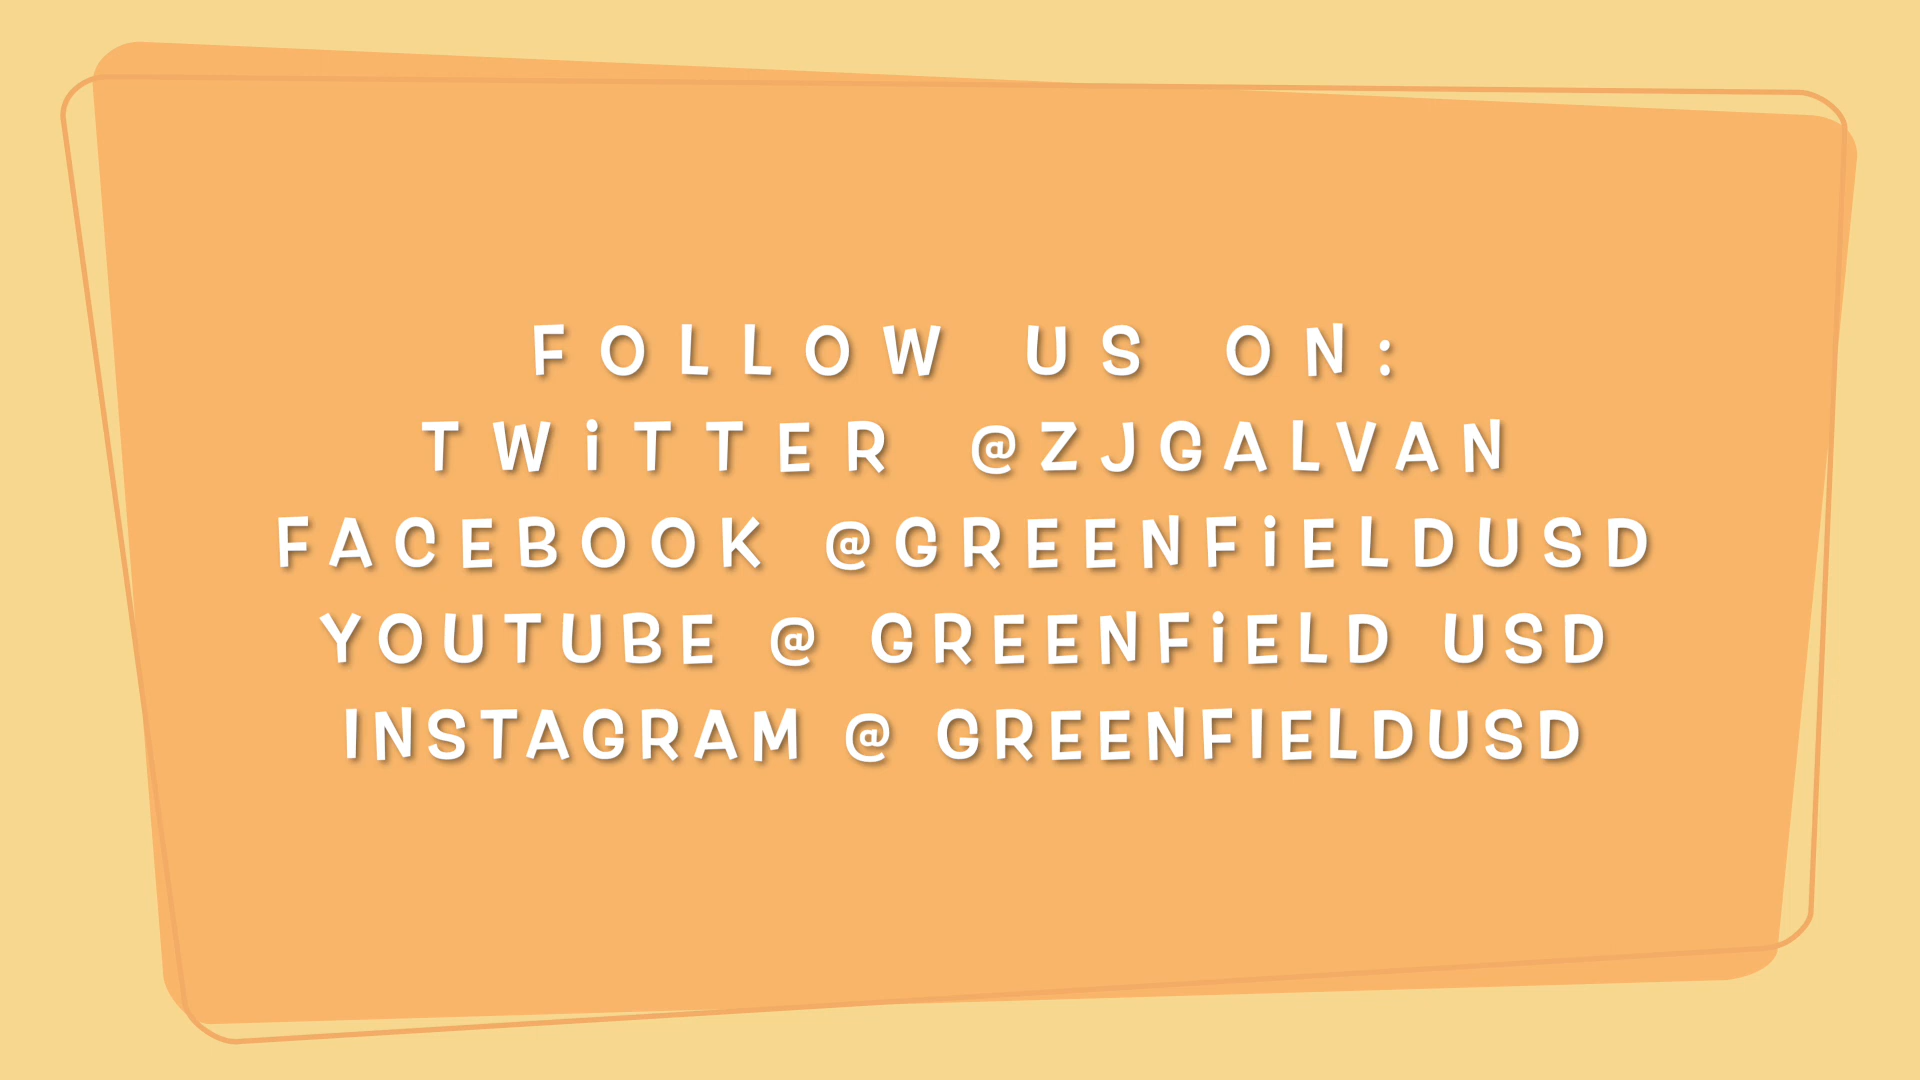 FOLLOW US ON:
TWiTTER @ZJGALVAN
FACEBOOK @GREENFiELDUSD
YOUTUBE @ GREENFiELD USD
INSTAGRAM @ GREENFIELDUSD